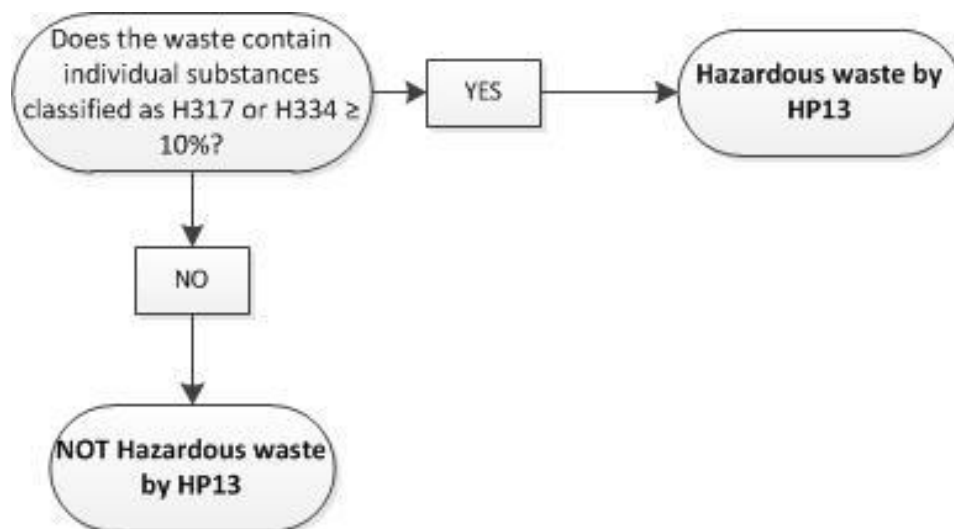 Does the waste contain
individual substances
classified as H317 or H334 ≥
10%?
YES
Hazardous waste by
HP13
NO
NOT Hazardous waste
by HP13